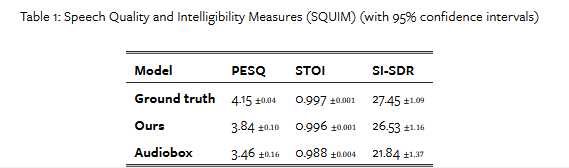 Table 1: Speech Quality and Intelligibility Measures (SQUIM) (with 95% confidence intervals)
Model PESQ STOI SI-SDR
Ground truth 4.15 ±0.04 0.997 ±0.001 27.45 ±1.09
Ours 3.84 ±0.10 0.996 ±0.001 26.53 ±1.16
Audiobox 3.46 ±0.16 0.988 ±0.004 21.84 ±1.37